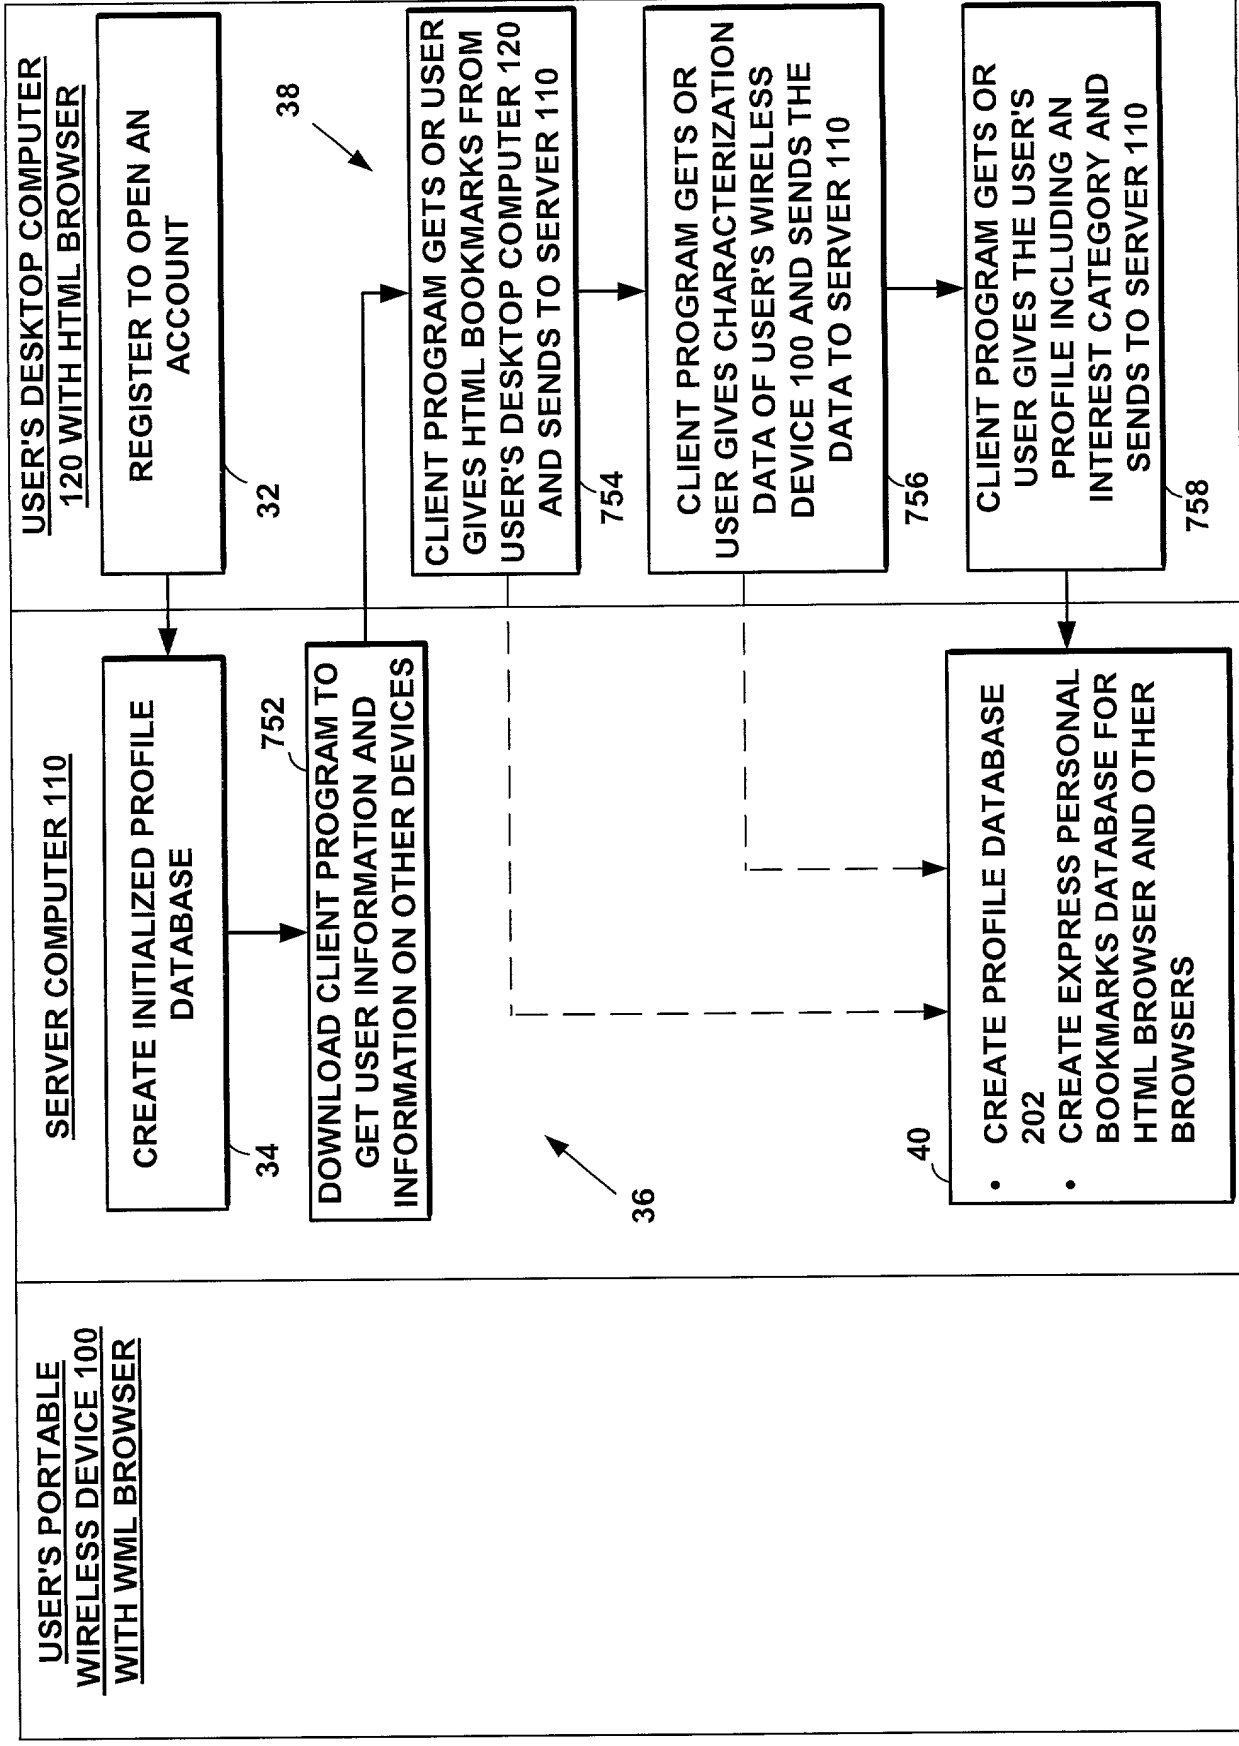 USER'S PORTABLE
WIRELESS DEVICE 100
WITH WML BROWSER
SERVER COMPUTER 110
USER'S DESKTOP COMPUTER
120 WITH HTML BROWSER
REGISTER TO OPEN AN
ACCOUNT
32
CREATE INITIALIZED PROFILE
DATABASE
34
752
DOWNLOAD CLIENT PROGRAM TO
GET USER INFORMATION AND
INFORMATION ON OTHER DEVICES
38
CLIENT PROGRAM GETS OR USER
GIVES HTML BOOKMARKS FROM
USER'S DESKTOP COMPUTER 120
AND SENDS TO SERVER 110
754
36
CLIENT PROGRAM GETS OR
USER GIVES CHARACTERIZATION
DATA OF USER'S WIRELESS
DEVICE 100 AND SENDS THE
DATA TO SERVER 110
756
CLIENT PROGRAM GETS OR
USER GIVES THE USER'S
PROFILE INCLUDING AN
INTEREST CATEGORY AND
SENDS TO SERVER 110
758
40
• CREATE PROFILE DATABASE
202
• CREATE EXPRESS PERSONAL
BOOKMARKS DATABASE FOR
HTML BROWSER AND OTHER
BROWSERS